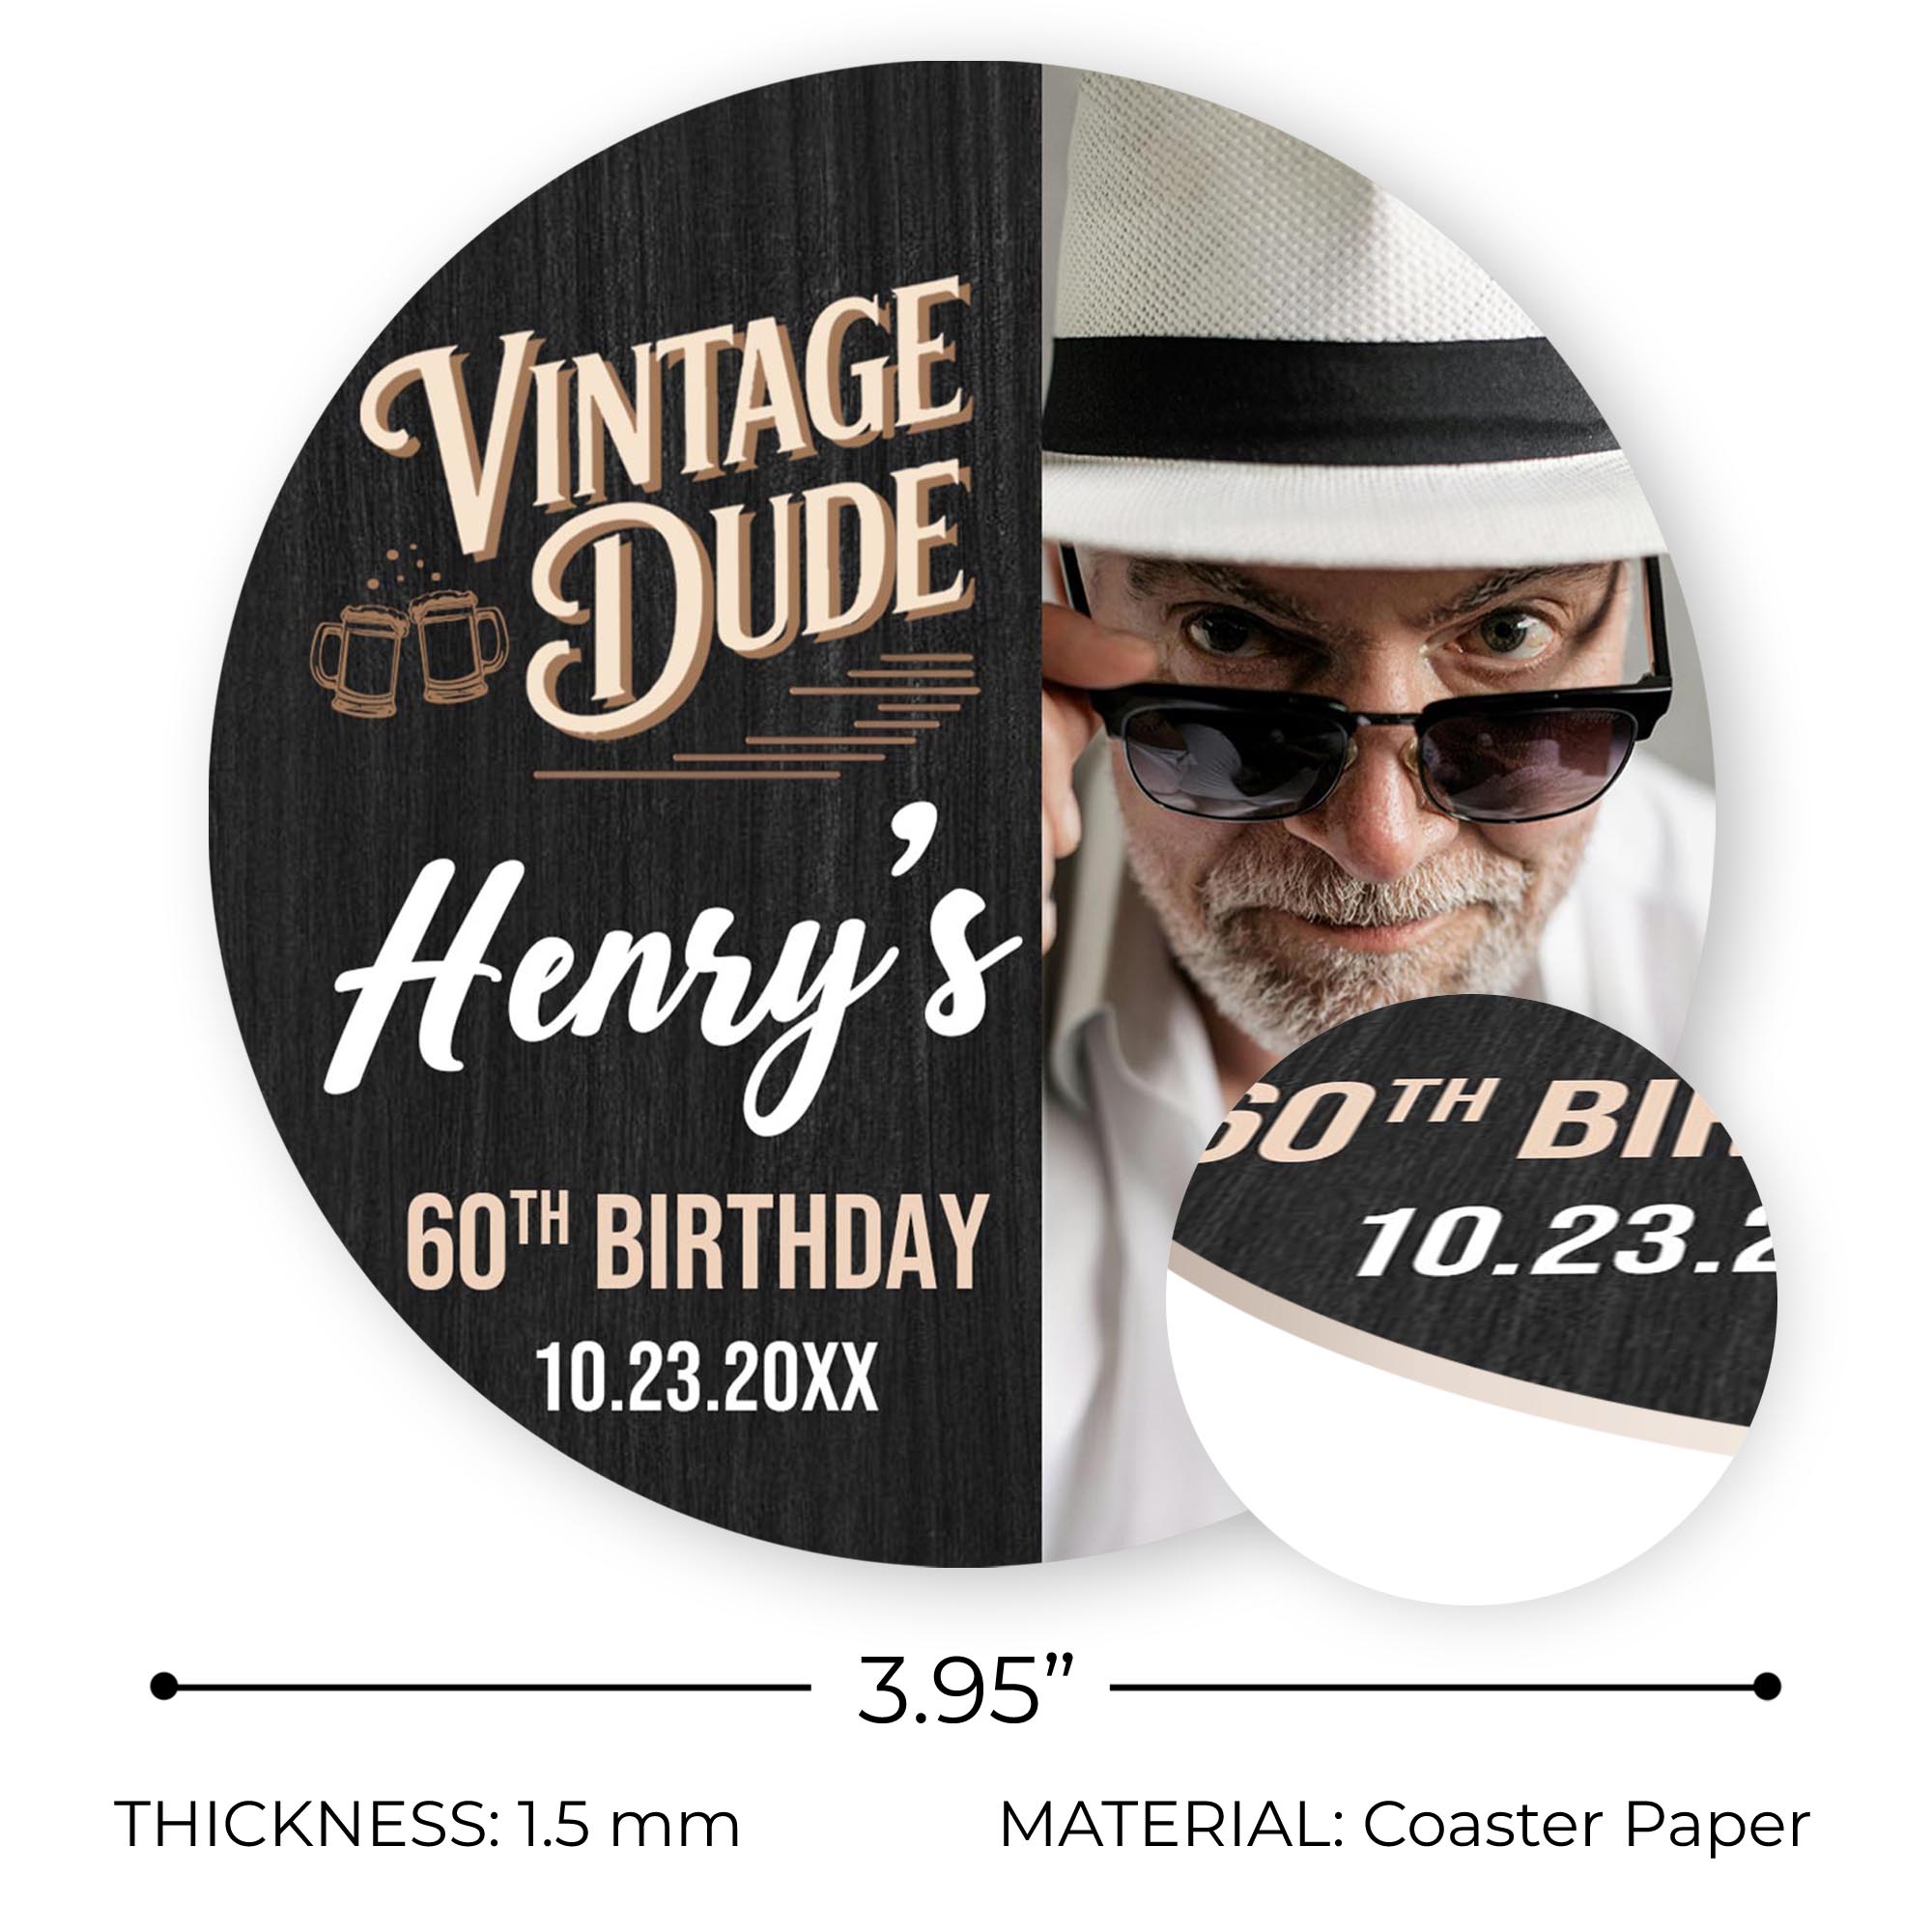 VINTAGE
DUDE
Henry's
60TH BIRTHDAY
10.23.20XX
60TH BIR
10.23.2
3.95”
THICKNESS: 1.5 mm
MATERIAL: Coaster Paper